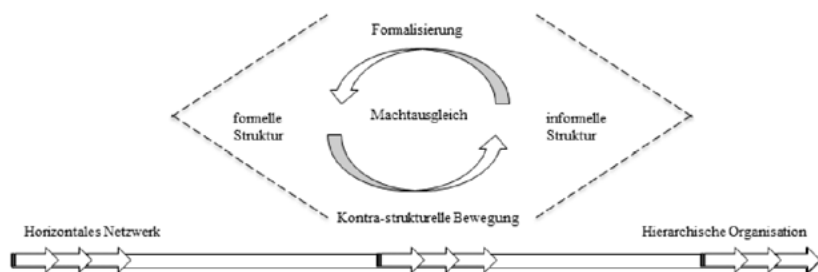 Formalisierung
formelle
Struktur
Machtausgleich
informelle
Struktur
Kontra-strukturelle Bewegung
Horizontales Netzwerk
Hierarchische Organisation